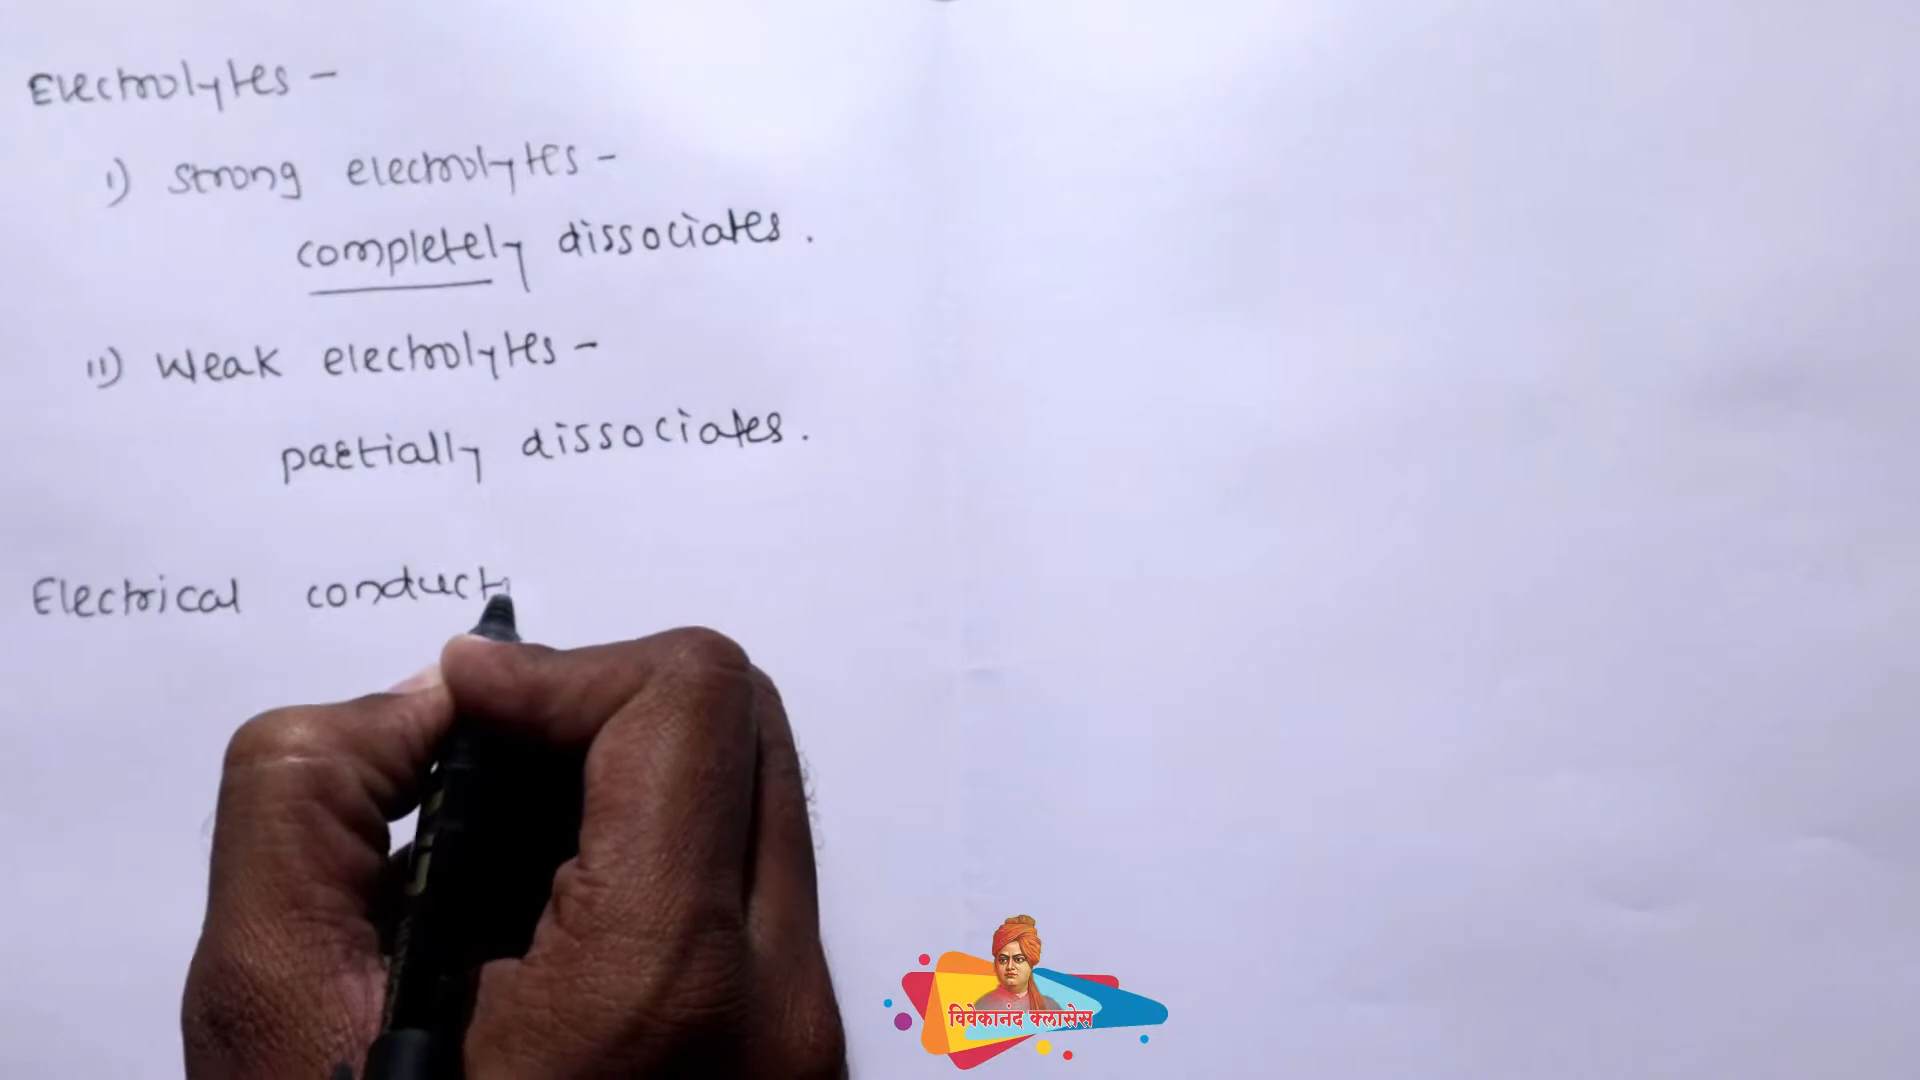 Electrolytes -
i) strong electrolytes -
completely dissociates.
ii) Weak electrolytes -
partially dissociates.
Electrical conducti
विवेकानंद क्लासेस